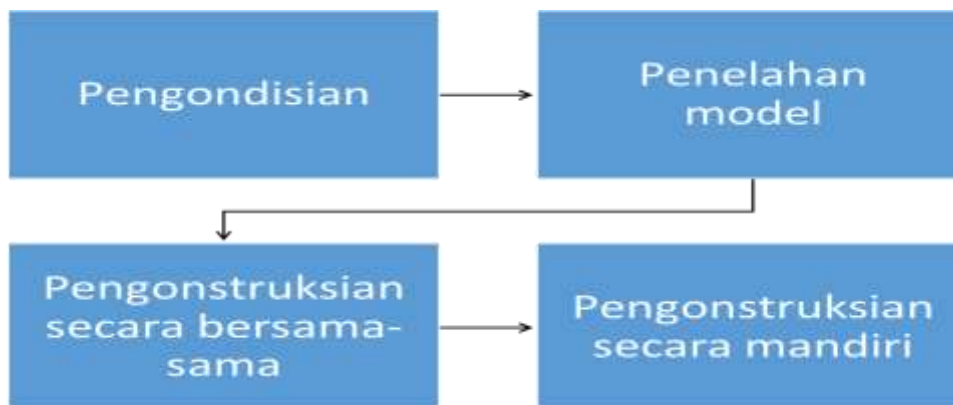 Pengondisian
Penelahan
model
Pengonstruksian
secara bersama-
sama
Pengonstruksian
secara mandiri